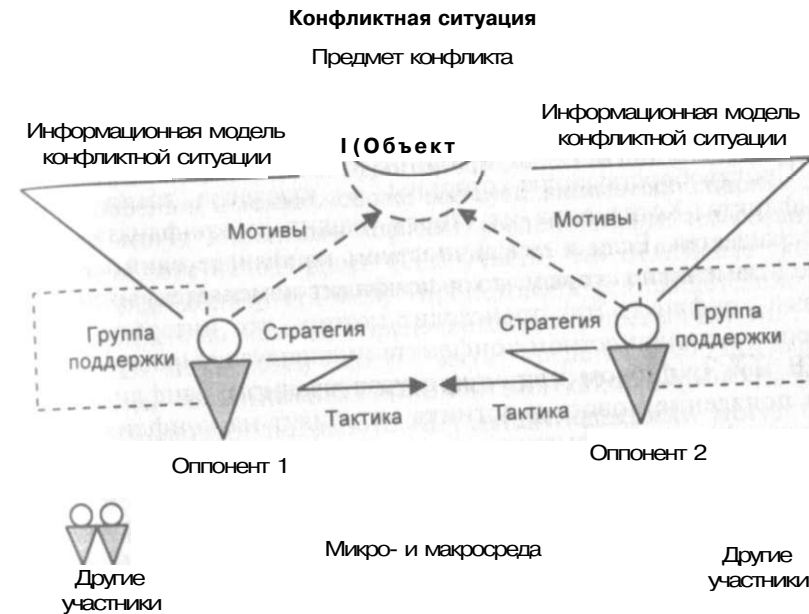 Конфликтная ситуация
Предмет конфликта
Информационная модель
конфликтной ситуации
I (Объект
Информационная модель
конфликтной ситуации
Мотивы
Мотивы
Группа
поддержки
Стратегия
Стратегия
Группа
поддержки
Тактика
Тактика
Оппонент 1
Оппонент 2
Микро- и макросреда
Другие
участники
Другие
участники